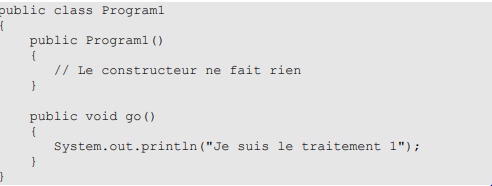 public class Program1
{
public Program1()
{
// Le constructeur ne fait rien
}
public void go()
{
System.out.println("Je suis le traitement 1");
}
}